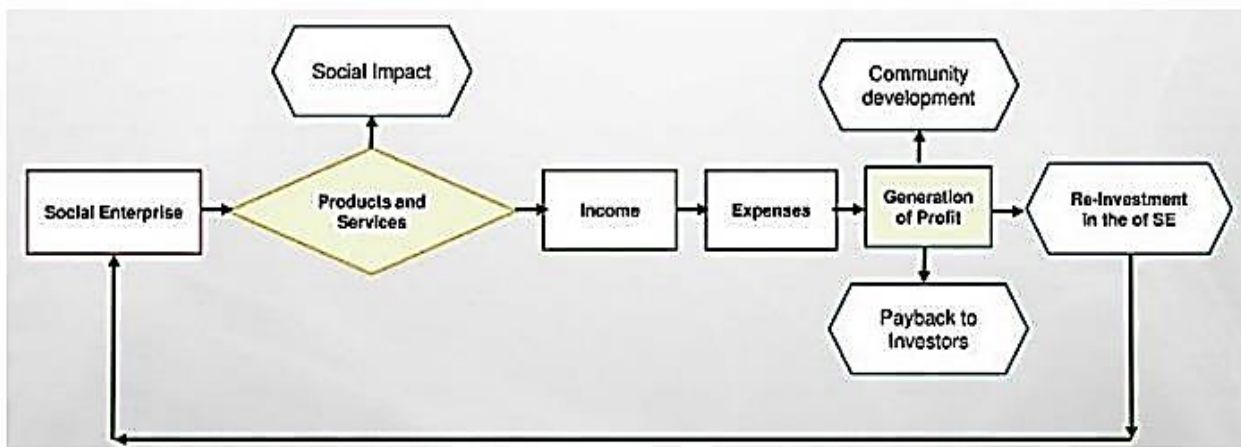 Social Impact
Community
development
Social Enterprise
Products and
Services
Income
Expenses
Generation
of Profit
Re-Investment
in the of SE
Payback to
Investors